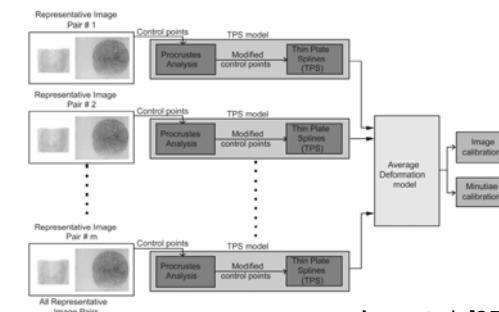 Representative Image
Pair # 1
Control points
TPS model
Procrustes
Analysis
Modified
control points
Thin Plate
Splines
(TPS)
Representative Image
Pair # 2
Control points
TPS model
Procrustes
Analysis
Modified
control points
Thin Plate
Splines
(TPS)
Average
Deformation
model
Image
calibration
Minutiae
calibration
Representative Image
Pair # m
Control points
TPS model
Procrustes
Analysis
Modified
control points
Thin Plate
Splines
(TPS)
All Representative
Image Pairs